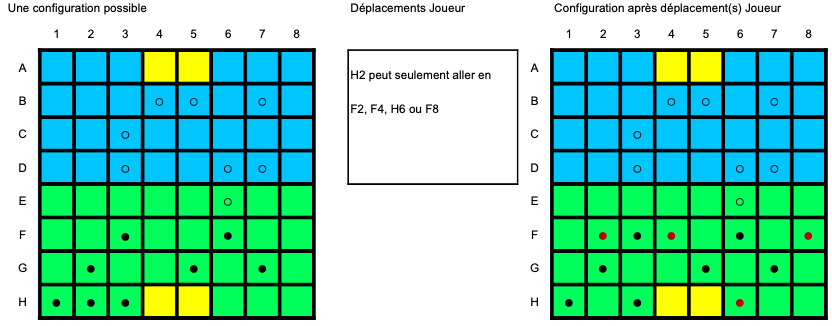 Une configuration possible
Déplacements Joueur
Configuration après déplacement(s) Joueur
1 2 3 4 5 6 7 8
1 2 3 4 5 6 7 8
A
B
C
D
E
F
G
H
H2 peut seulement aller en
F2, F4, H6 ou F8
A
B
C
D
E
F
G
H